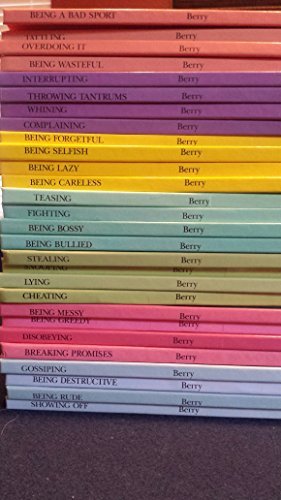 BEING A BAD SPORT Berry
TATTLING Berry
OVERDOING IT Berry
BEING WASTEFUL Berry
INTERRUPTING Berry
THROWING TANTRUMS Berry
WHINING Berry
COMPLAINING Berry
BEING FORGETFUL Berry
BEING SELFISH Berry
BEING LAZY Berry
BEING CARELESS Berry
TEASING Berry
FIGHTING Berry
BEING BOSSY Berry
BEING BULLIED Berry
STEALING Berry
SNOOPING Berry
LYING Berry
CHEATING Berry
BEING MESSY Berry
BEING GREEDY Berry
DISOBEYING Berry
BREAKING PROMISES Berry
GOSSIPING Berry
BEING DESTRUCTIVE Berry
BEING RUDE Berry
SHOWING OFF Berry